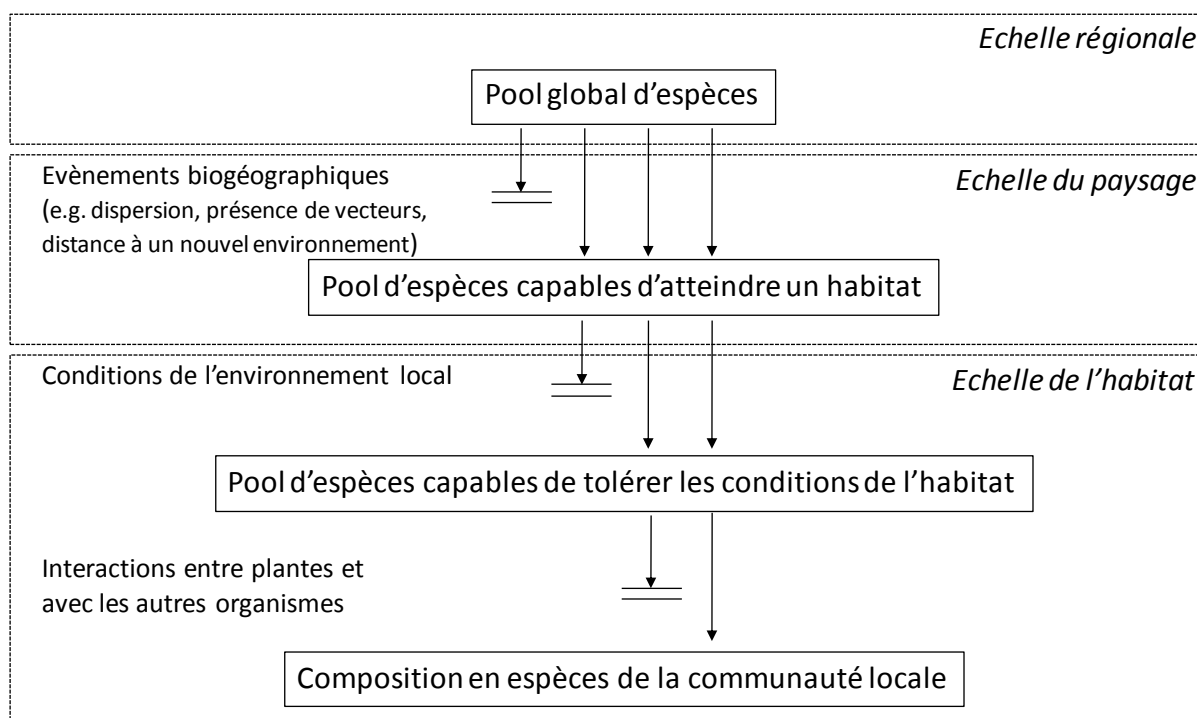 Echelle régionale
Pool global d'espèces
Evènements biogéographiques
(e.g. dispersion, présence de vecteurs,
distance à un nouvel environnement)
Echelle du paysage
Pool d'espèces capables d'atteindre un habitat
Conditions de l'environnement local
Echelle de l'habitat
Pool d'espèces capables de tolérer les conditions de l'habitat
Interactions entre plantes et
avec les autres organismes
Composition en espèces de la communauté locale